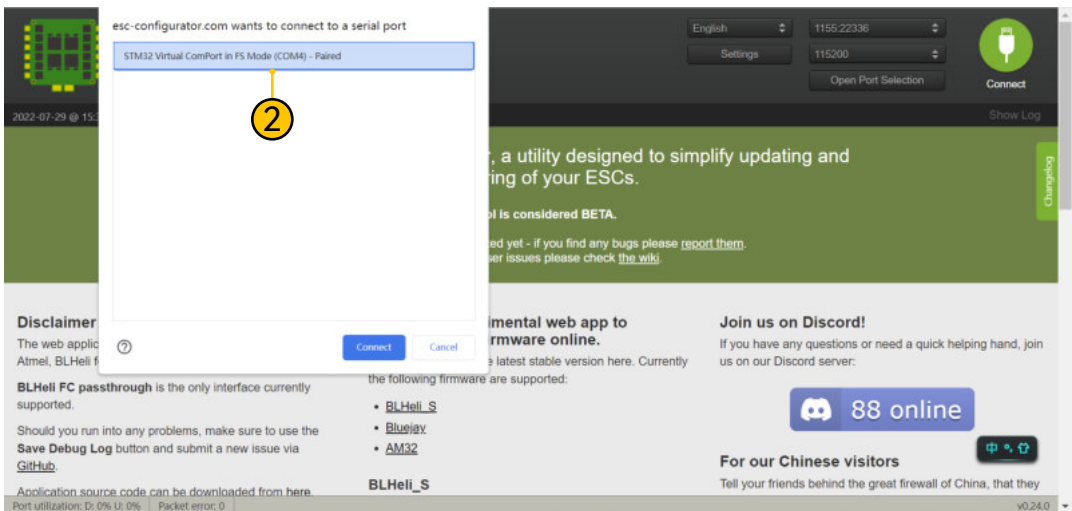 esc-configurator.com wants to connect to a serial port
STM32 Virtual ComPort in FS Mode (COM4) - Paired
2
Connect
Cancel
English
1155:22336
Settings
115200
Open Port Selection
Connect
2022-07-29 @ 15:
Show Log
, a utility designed to simplify updating and
ring of your ESCs.
ol is considered BETA.
ed yet - if you find any bugs please report them.
ser issues please check the wiki.
Changelog
Disclaimer
The web applic
Atmel, BLHeli f
BLHeli FC passthrough is the only interface currently
supported.
Should you run into any problems, make sure to use the
Save Debug Log button and submit a new issue via
GitHub.
Application source code can be downloaded from here.
imental web app to
rmware online.
latest stable version here. Currently
the following firmware are supported:
• BLHeli_S
• Bluejay
• AM32
BLHeli_S
Join us on Discord!
If you have any questions or need a quick helping hand, join
us on our Discord server:
88 online
中
For our Chinese visitors
Tell your friends behind the great firewall of China, that they
Port utilization: D: 0% U: 0%
Packet error: 0
v0.24.0